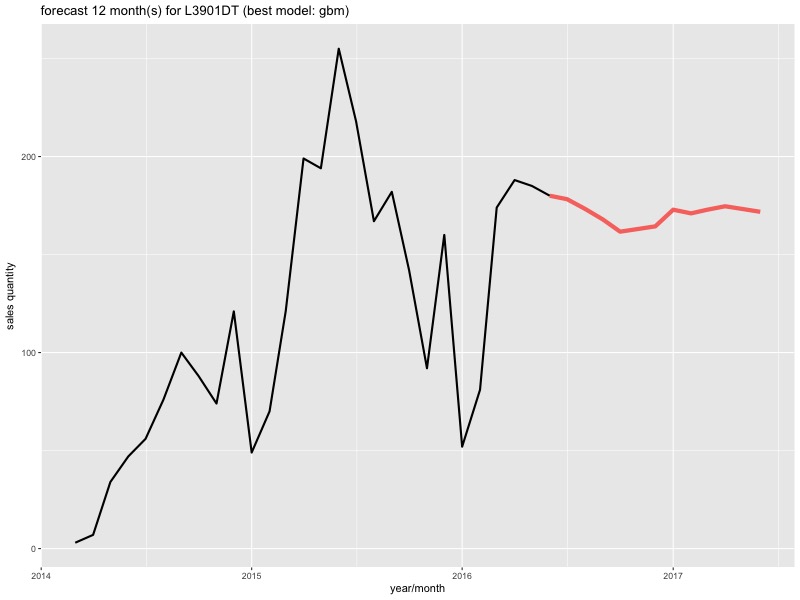 forecast 12 month(s) for L3901DT (best model: gbm)
sales quantity
200
100
0
2014 2015 2016 2017
year/month